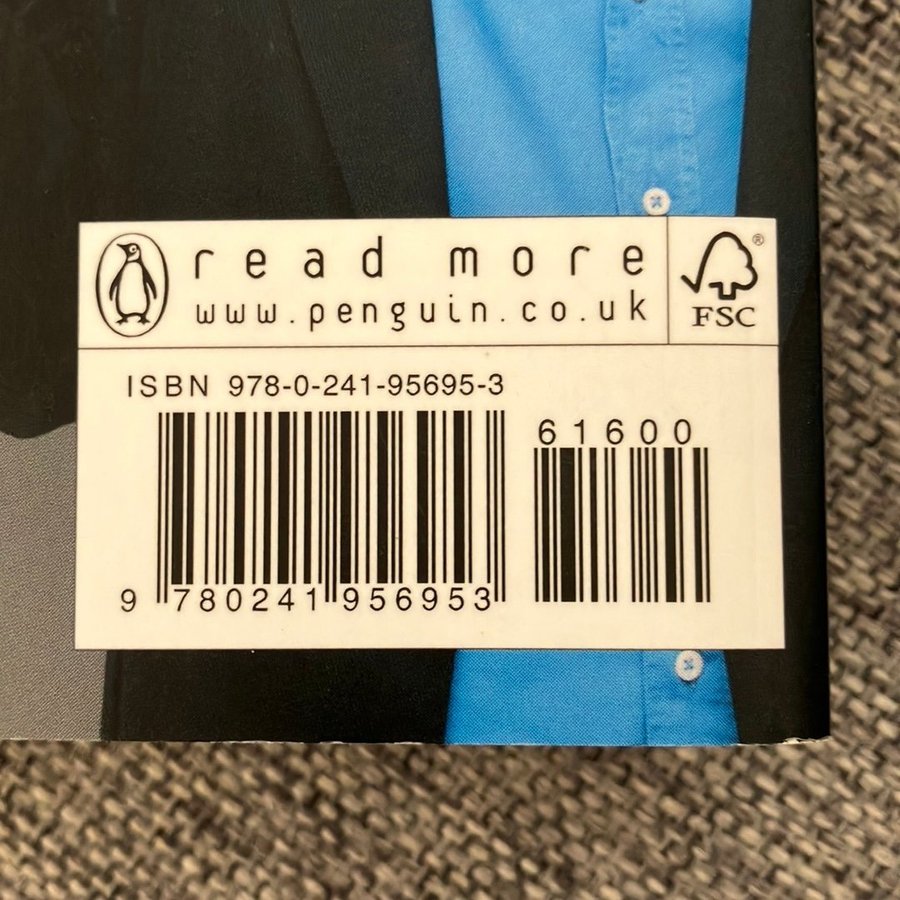 read more
www.penguin.co.uk
®
FSC
ISBN 978-0-241-95695-3
61600
9 780241 956953